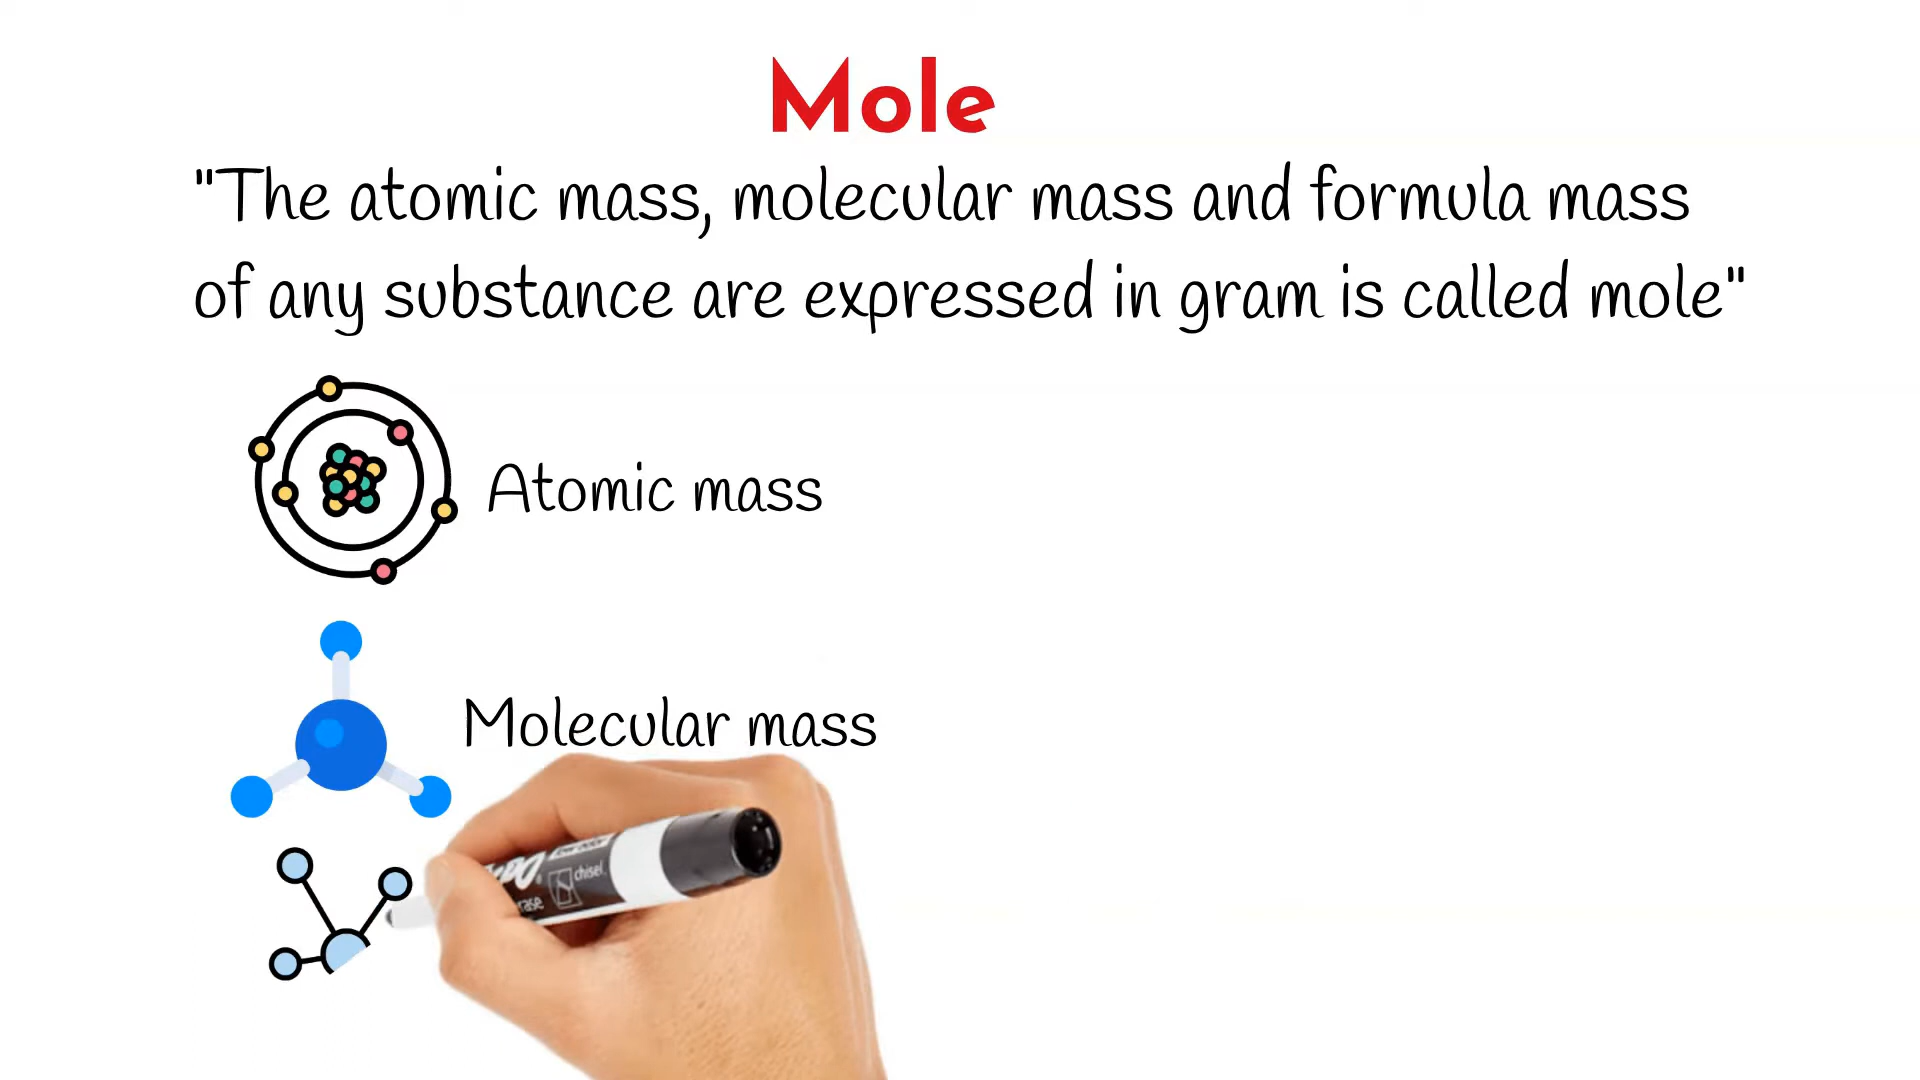 Mole
"The atomic mass, molecular mass and formula mass
of any substance are expressed in gram is called mole"
Atomic mass
Molecular mass
chisel